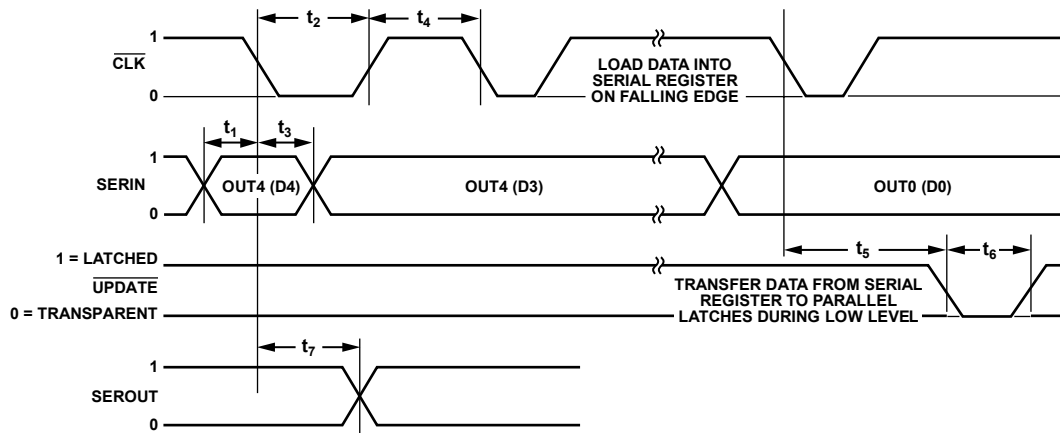 t2
t4
1
CLK
0
LOAD DATA INTO
SERIAL REGISTER
ON FALLING EDGE
t1
t3
1
SERIN
0
OUT4 (D4)
OUT4 (D3)
OUT0 (D0)
t5
t6
1 = LATCHED
UPDATE
0 = TRANSPARENT
TRANSFER DATA FROM SERIAL
REGISTER TO PARALLEL
LATCHES DURING LOW LEVEL
t7
1
SEROUT
0